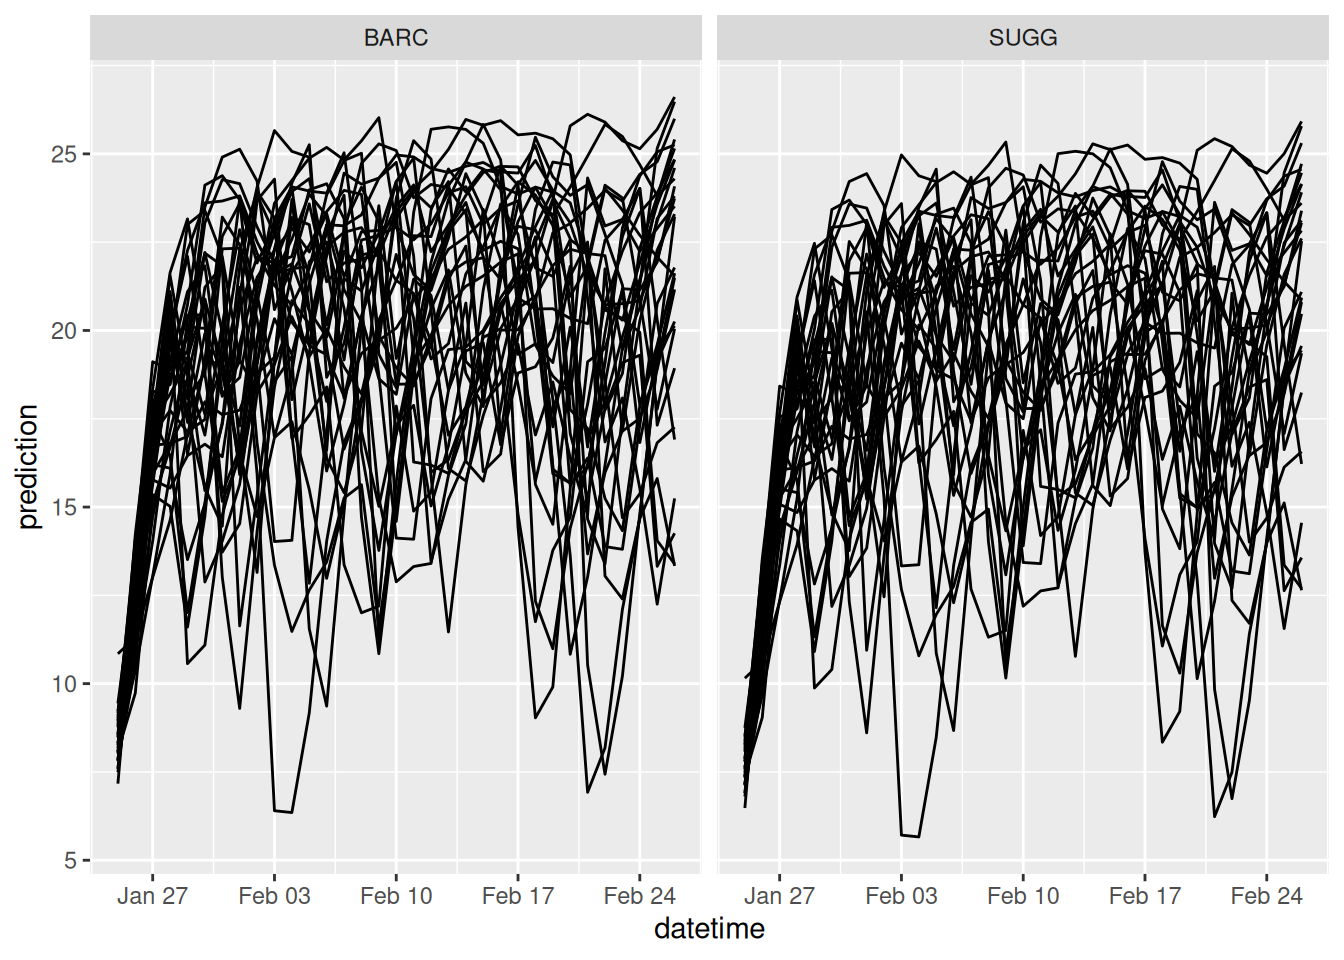 BARC
SUGG
prediction
25
20
15
10
5
Jan 27
Feb 03
Feb 10
Feb 17
Feb 24
Jan 27
Feb 03
Feb 10
Feb 17
Feb 24
datetime